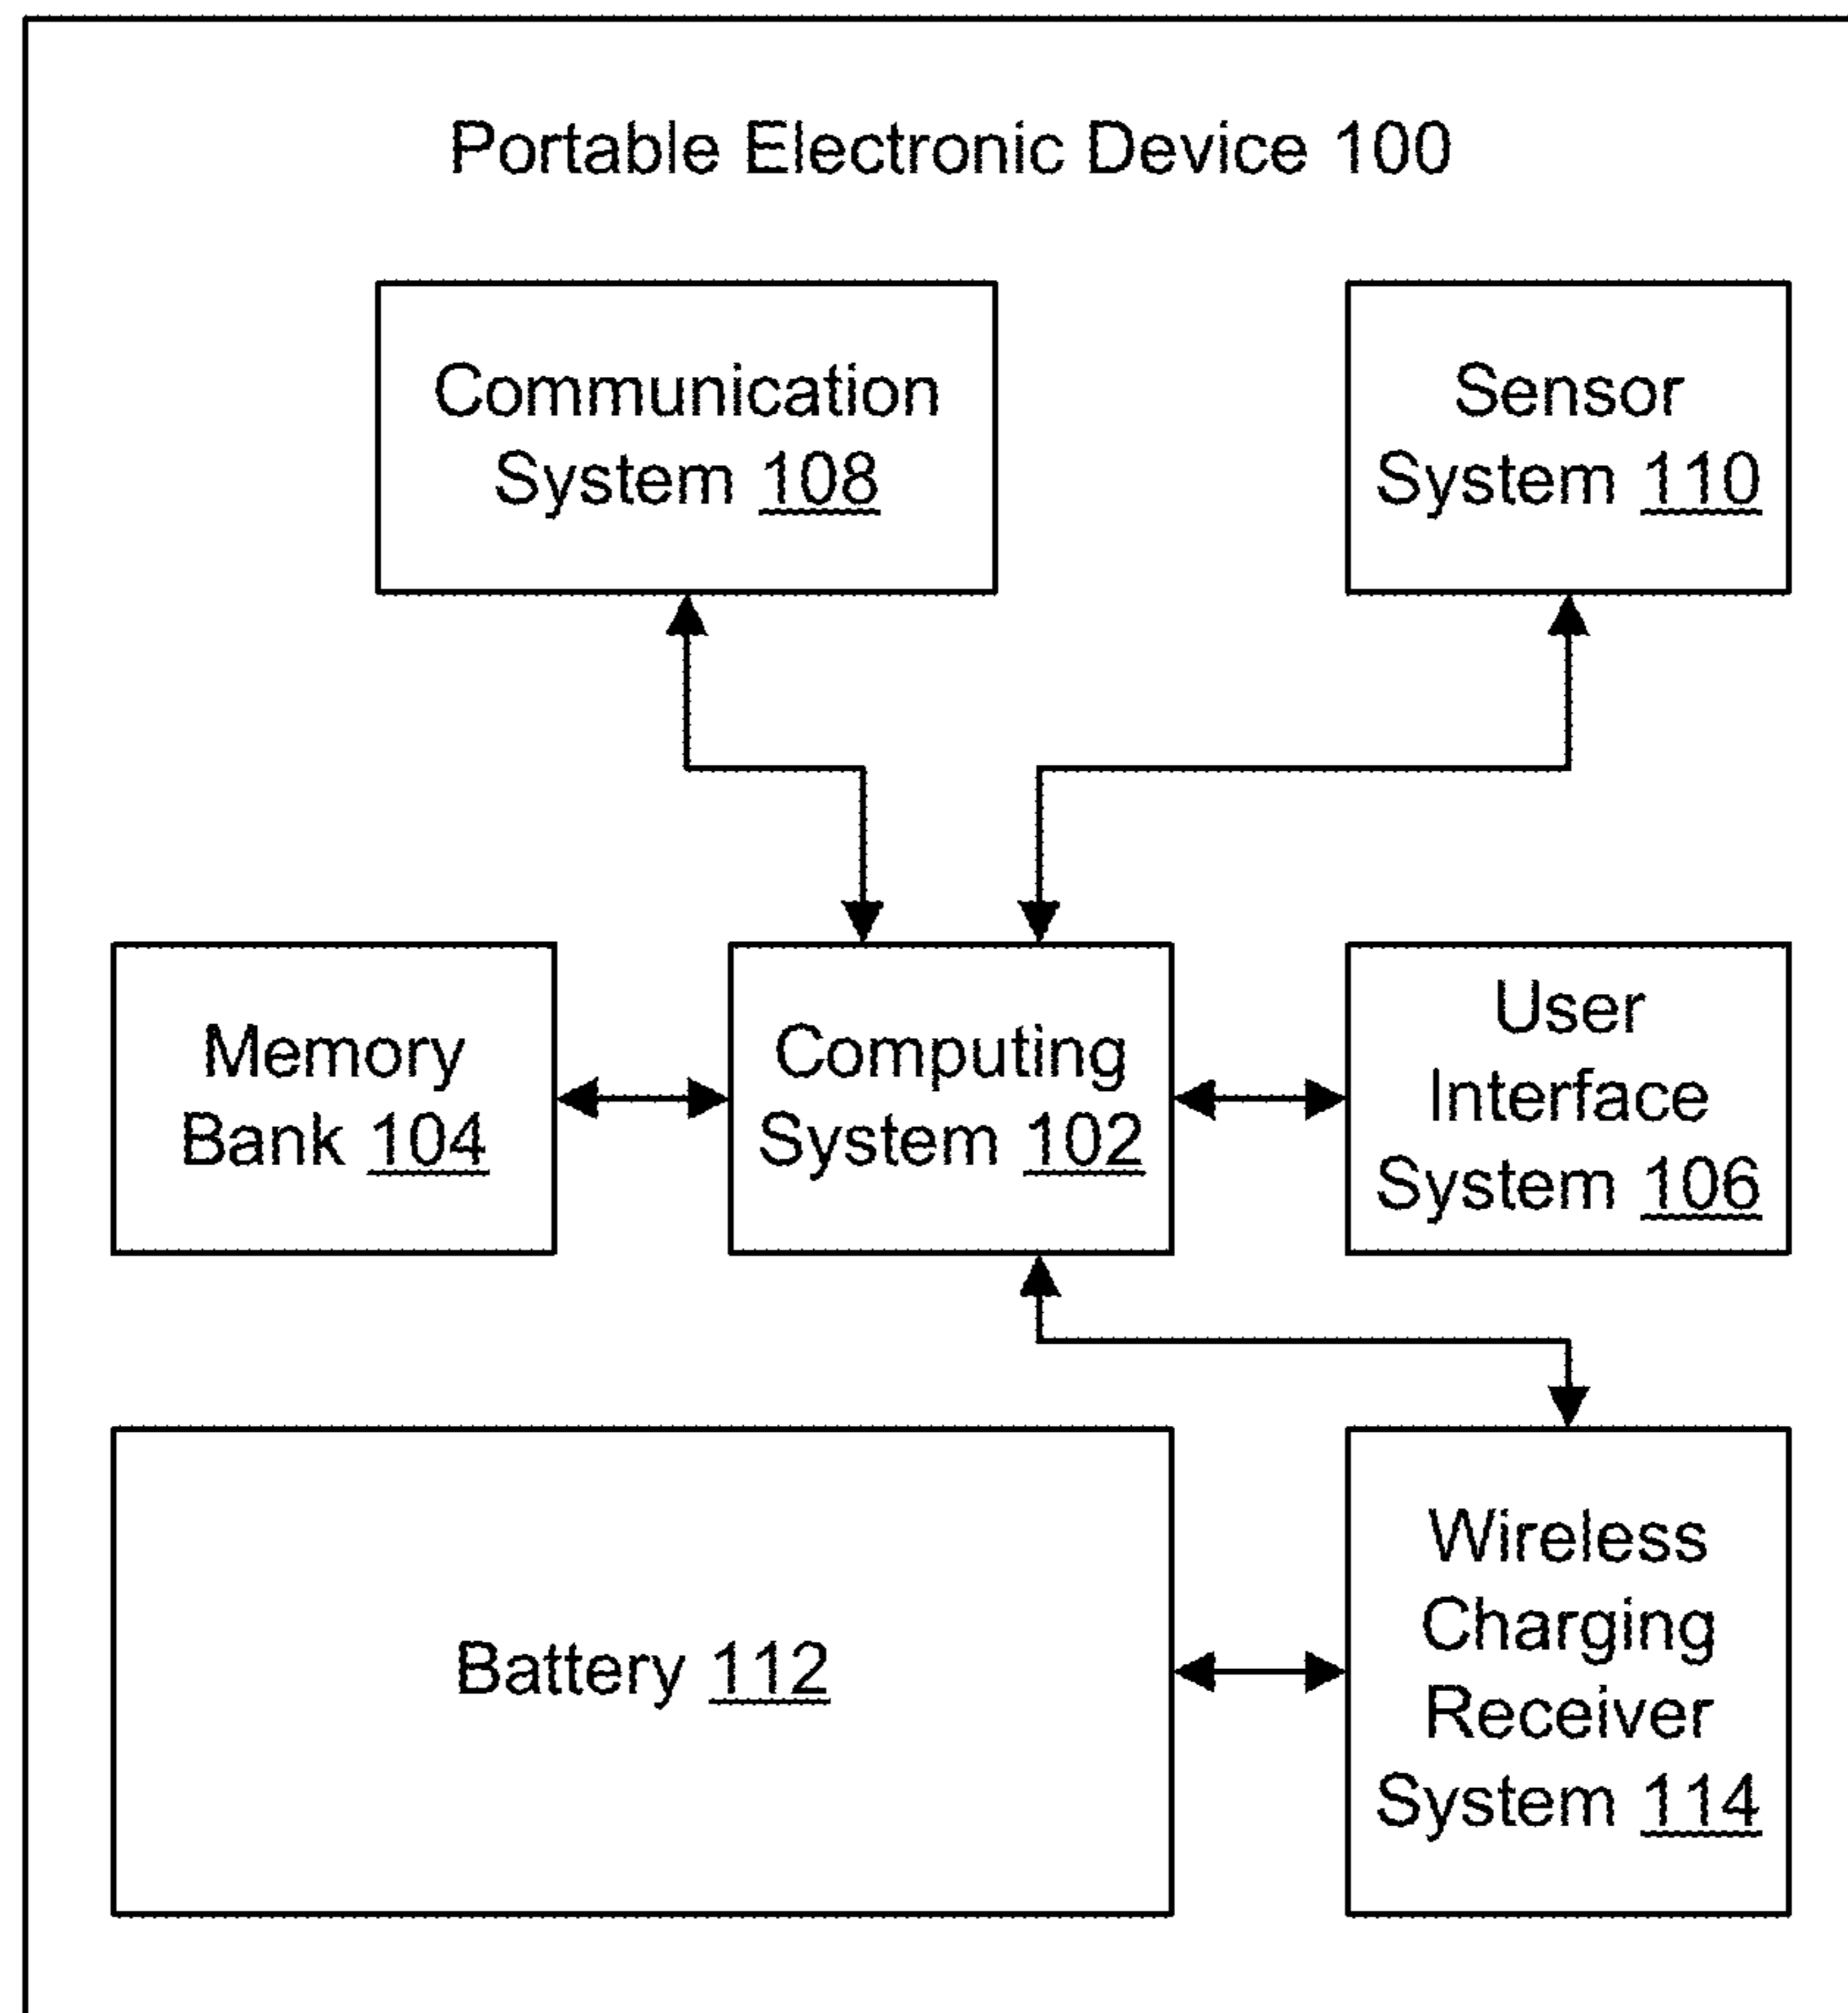 Portable Electronic Device 100
Communication
System 108
Sensor
System 110
Memory
Bank 104
Computing
System 102
User
Interface
System 106
Battery 112
Wireless
Charging
Receiver
System 114